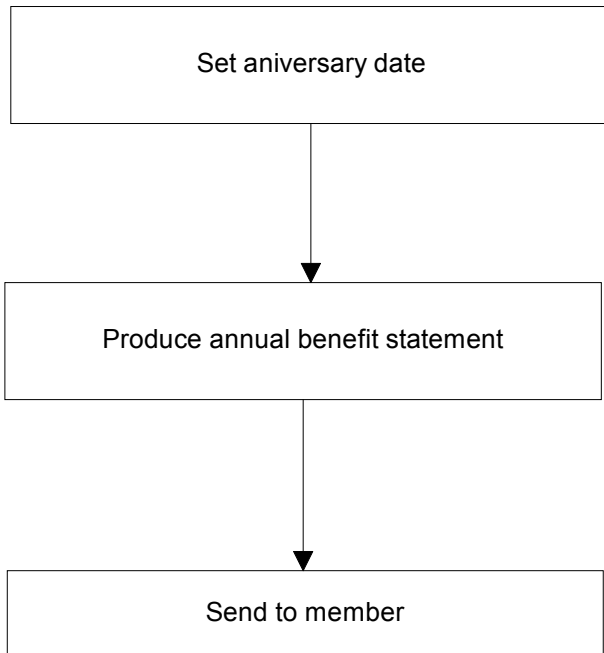 Set aniversary date
Produce annual benefit statement
Send to member